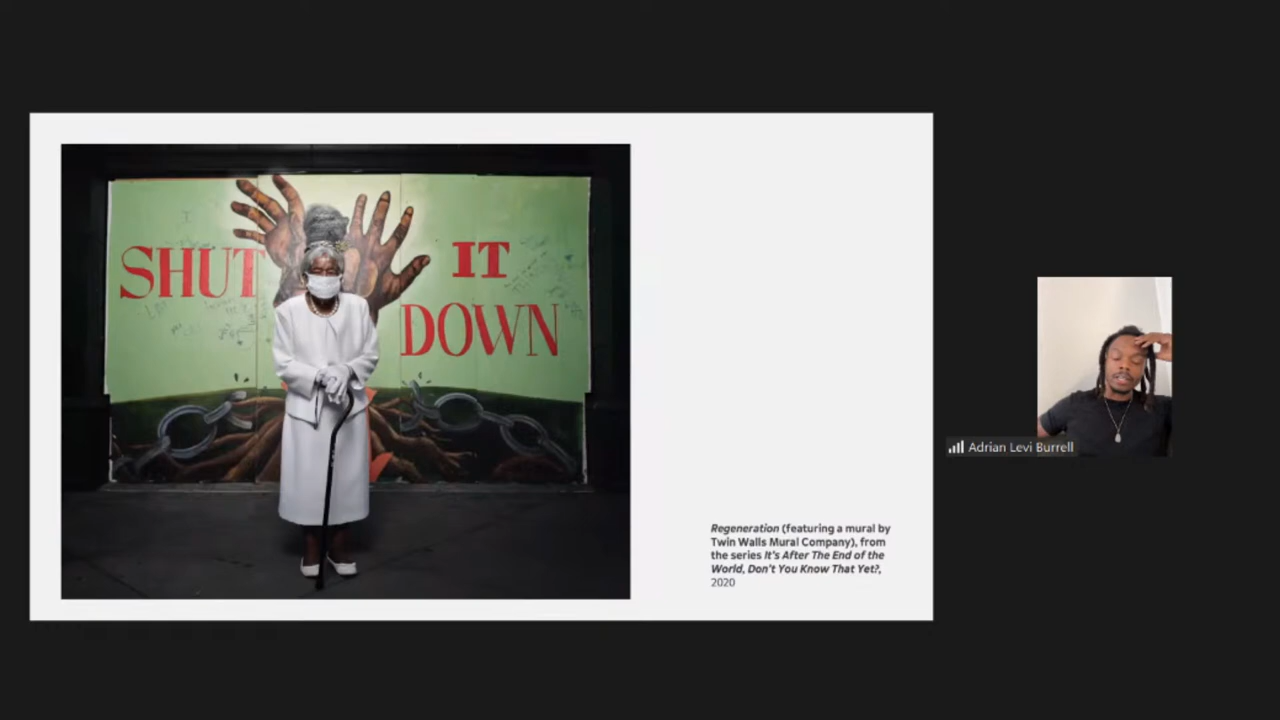 SHUT
IT
DOWN
Regeneration (featuring a mural by
Twin Walls Mural Company), from
the series It's After The End of the
World, Don't You Know That Yet?,
2020
Adrian Levi Burrell